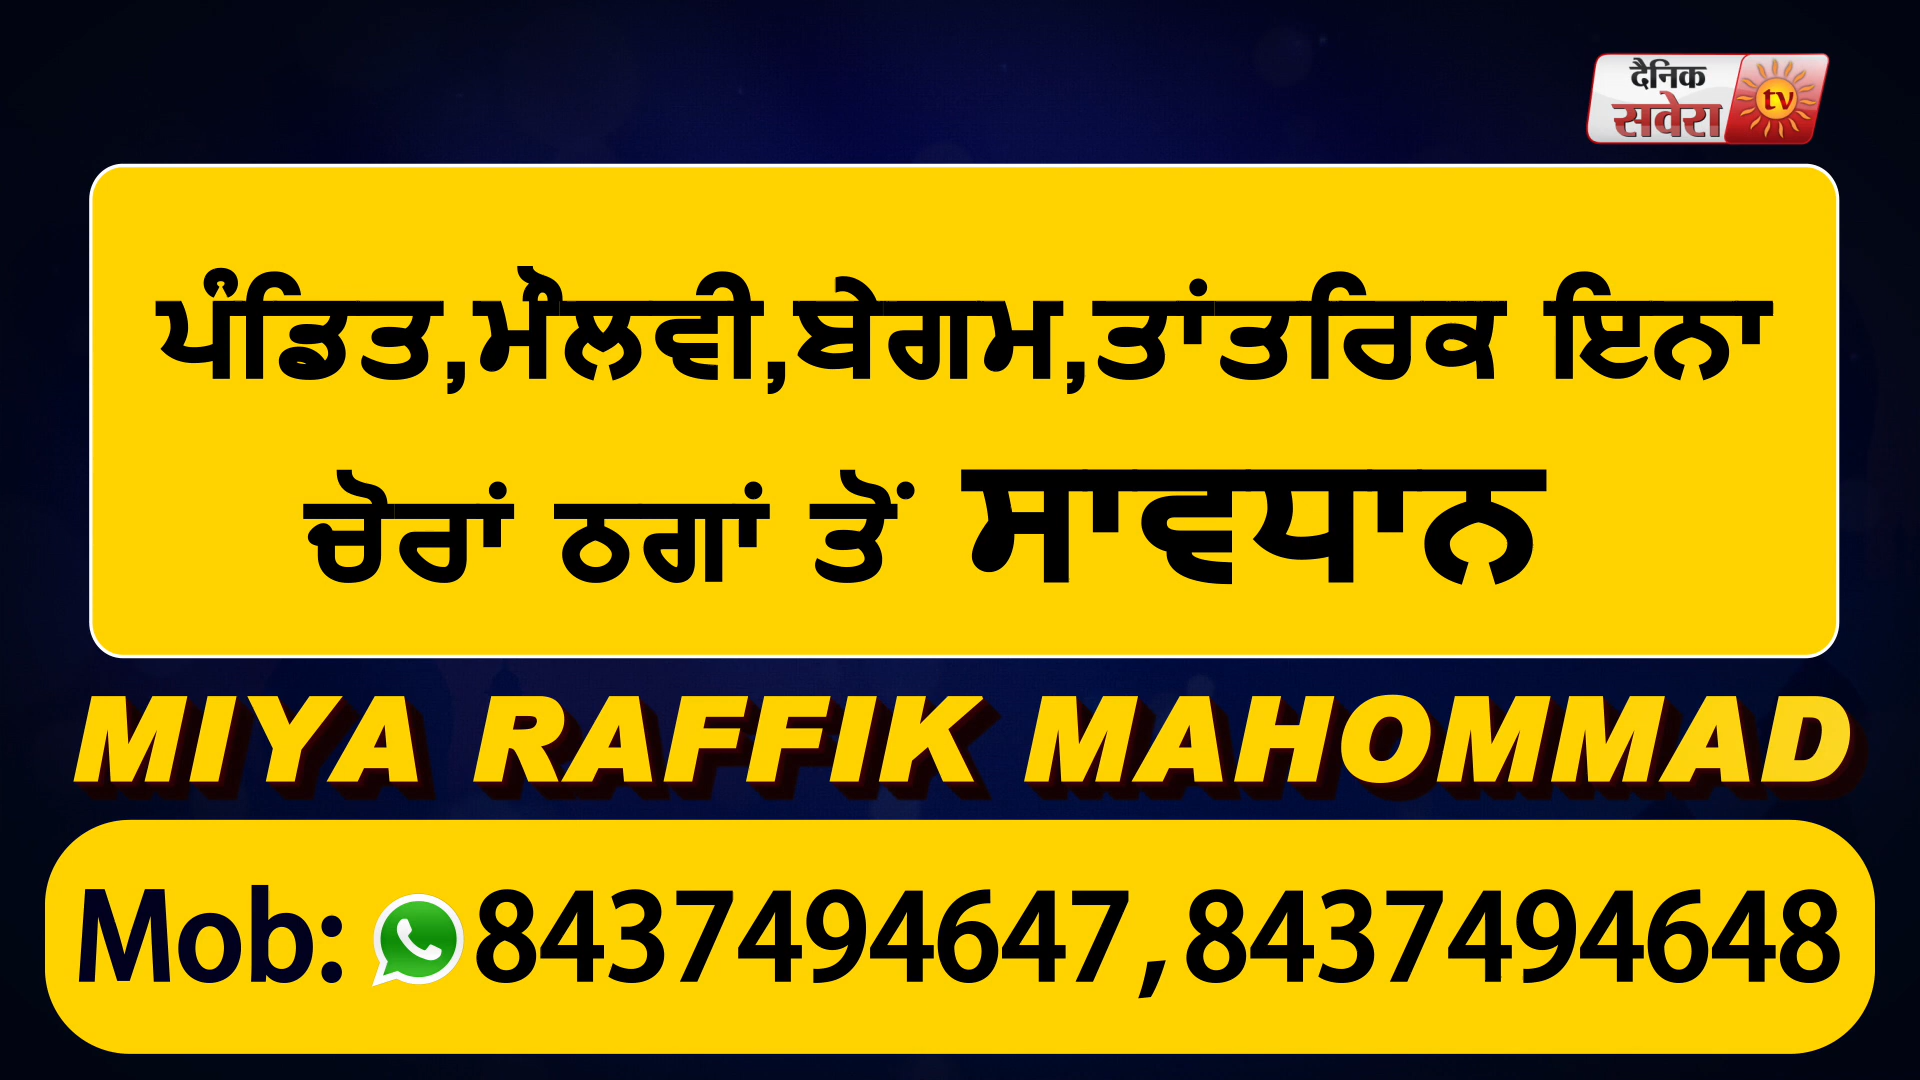 दैनिक
सवेरा tv
ਪੰਡਿਤ,ਮੌਲਵੀ,ਬੇਗਮ,ਤਾਂਤਰਿਕ ਇਨਾ
ਚੋਰਾਂ ਠਗਾਂ ਤੋਂ ਸਾਵਧਾਨ
MIYA RAFFIK MAHOMMAD
Mob: 8437494647,8437494648